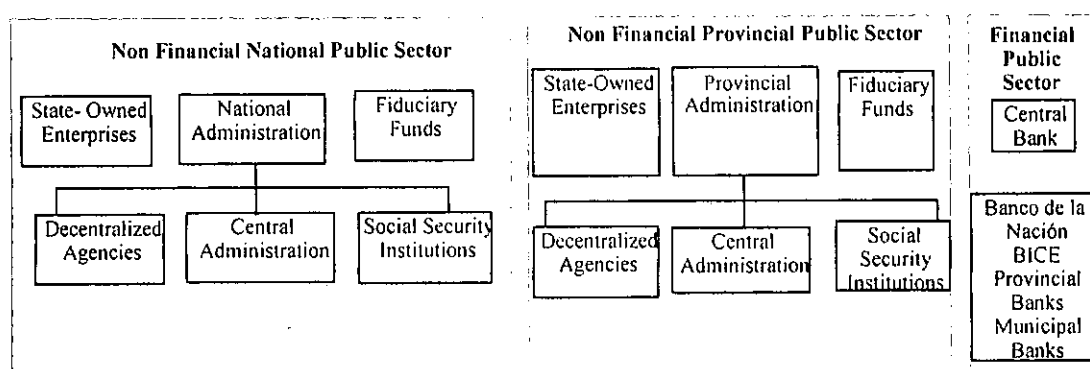 Non Financial National Public Sector
State- Owned
Enterprises
National
Administration
Fiduciary
Funds
Decentralized
Agencies
Central
Administration
Social Security
Institutions
Non Financial Provincial Public Sector
State-Owned
Enterprises
Provincial
Administration
Fiduciary
Funds
Decentralized
Agencies
Central
Administration
Social
Security
Institutions
Financial
Public
Sector
Central
Bank
Banco de la
Nación
BICE
Provincial
Banks
Municipal
Banks